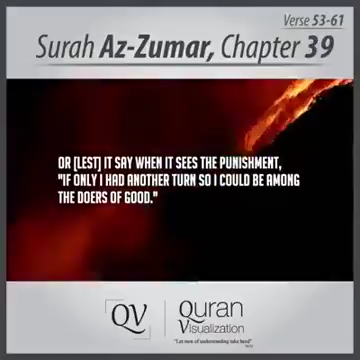 Verse 53-61
Surah Az-Zumar, Chapter 39
OR [LEST] IT SAY WHEN IT SEES THE PUNISHMENT,
"IF ONLY I HAD ANOTHER TURN SO I COULD BE AMONG
THE DOERS OF GOOD."
QV
Quran
Visualization
"Let men of understanding take heed"